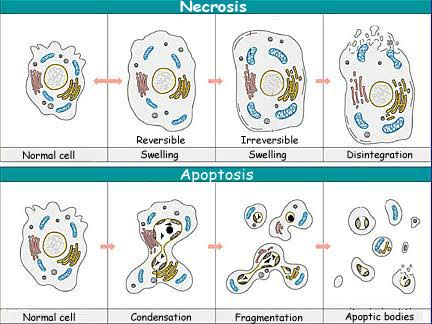 Necrosis
Reversible
Irreversible
Normal cell
Swelling
Swelling
Disintegration
Apoptosis
Normal cell
Condensation
Fragmentation
Apoptic bodies